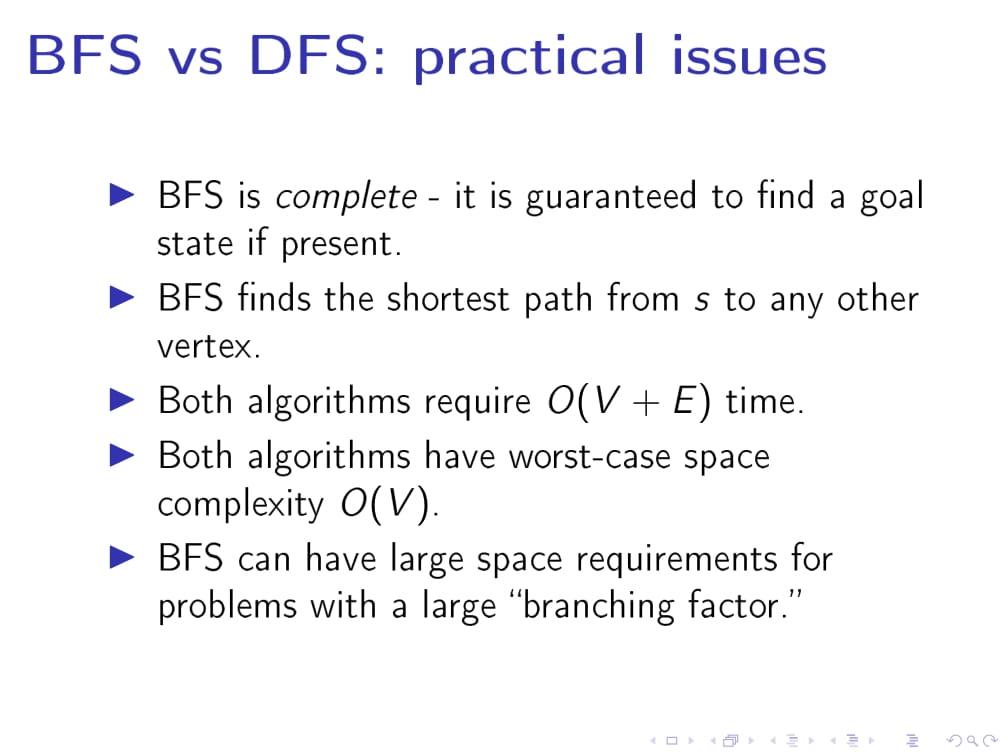 BFS vs DFS: practical issues
BFS is complete - it is guaranteed to find a goal
state if present.
BFS finds the shortest path from s to any other
vertex.
Both algorithms require O(V + E) time.
Both algorithms have worst-case space
complexity O(V).
BFS can have large space requirements for
problems with a large “branching factor.”